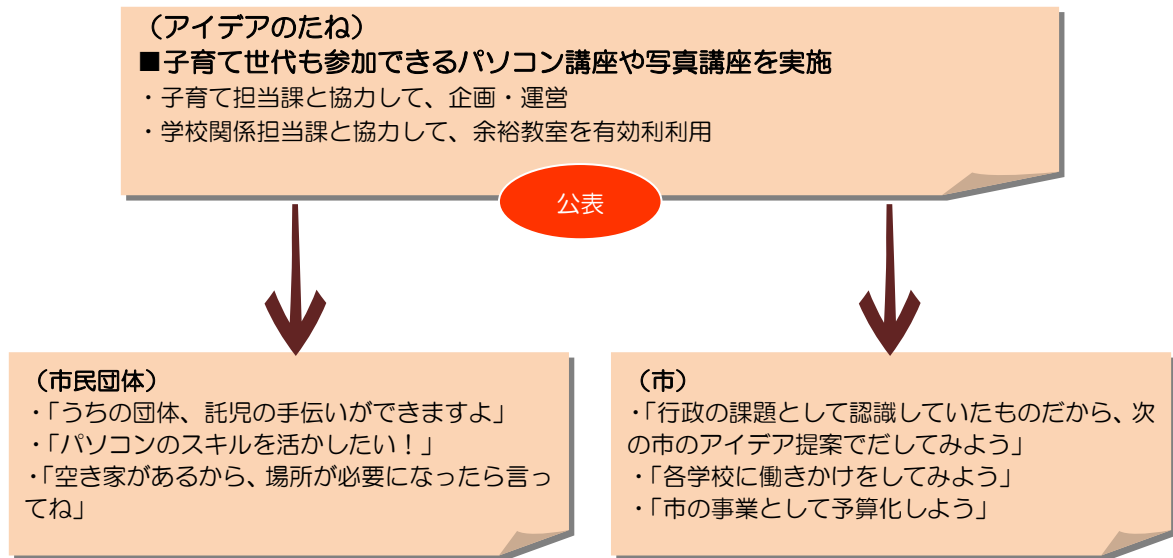 （アイデアのたね）
■子育て世代も参加できるパソコン講座や写真講座を実施
・子育て担当課と協力して、企画・運営
・学校関係担当課と協力して、余裕教室を有効利利用
公表
（市民団体）
・「うちの団体、託児の手伝いができますよ」
・「パソコンのスキルを活かしたい！」
・「空き家があるから、場所が必要になったら言っ
てね」
（市）
・「行政の課題として認識していたものだから、次
の市のアイデア提案でだしてみよう」
・「各学校に働きかけをしてみよう」
・「市の事業として予算化しよう」